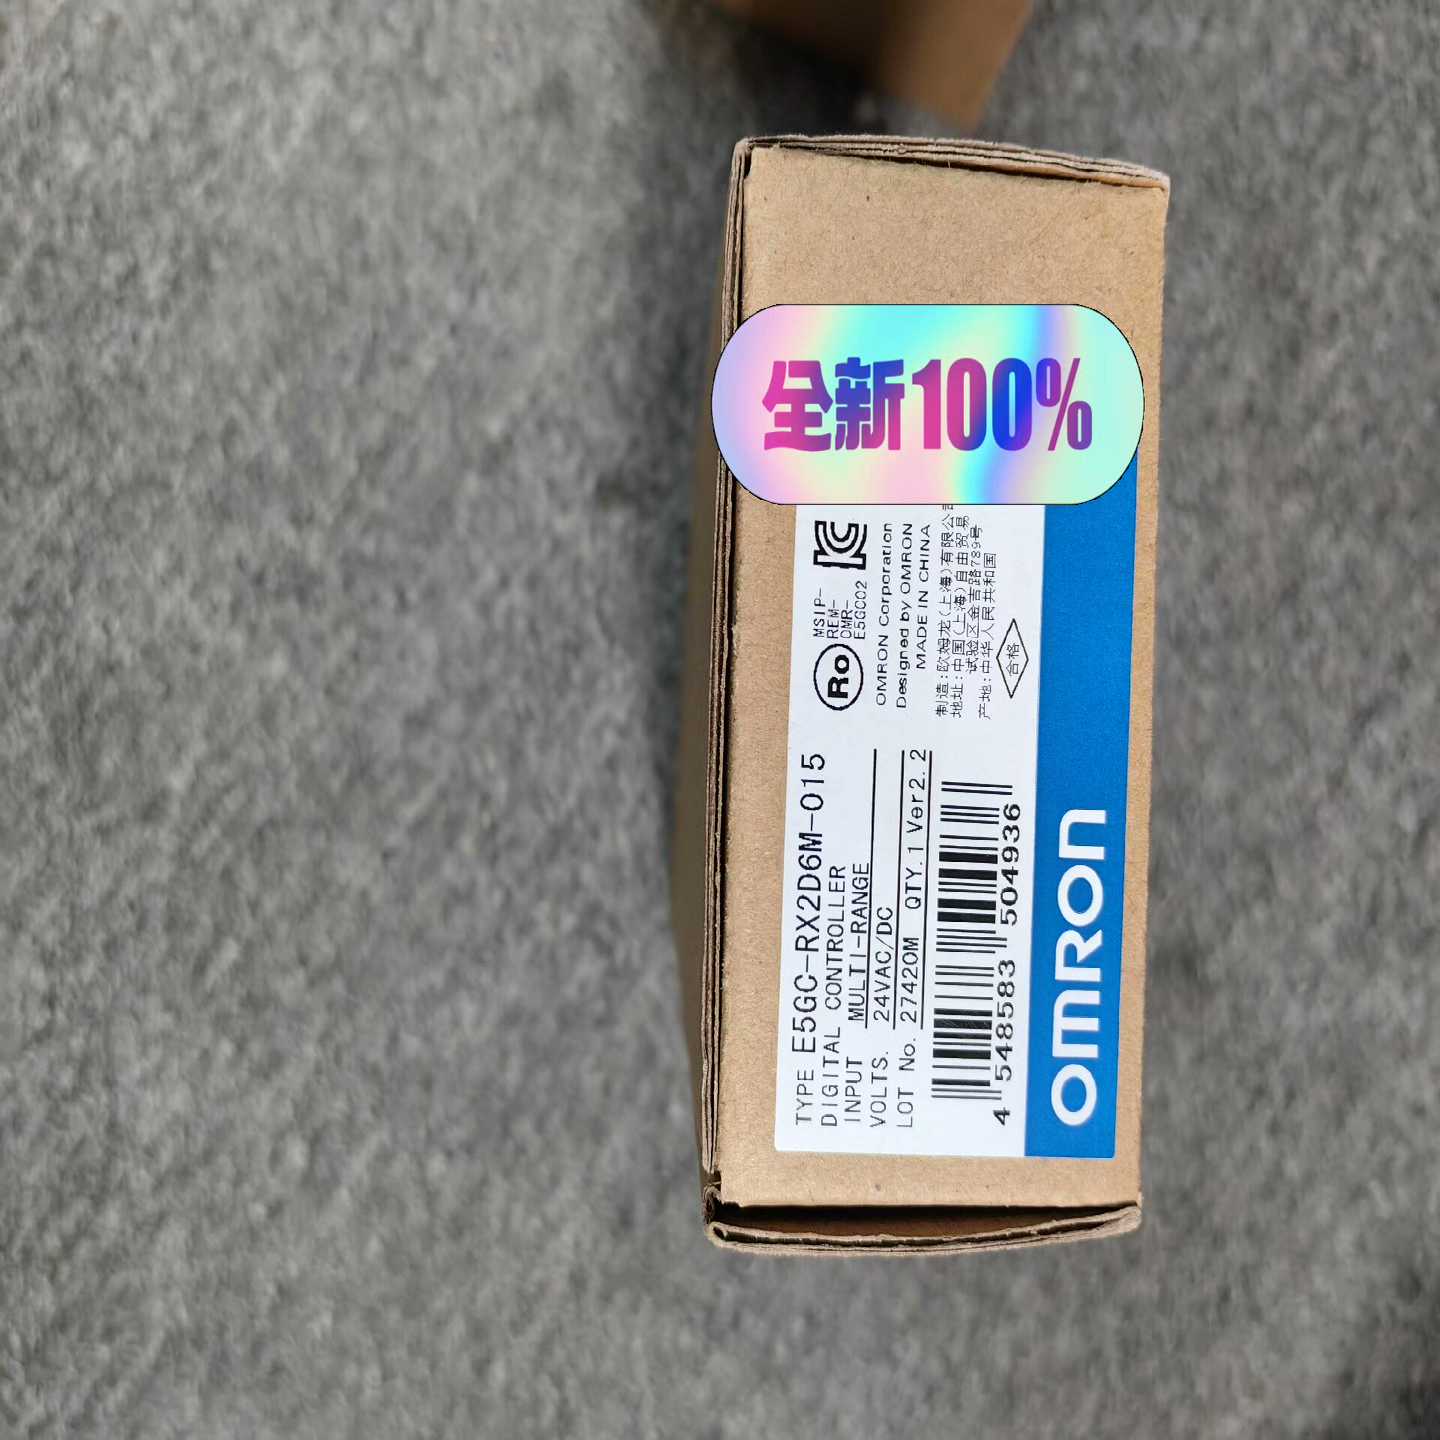 全新100%
TYPE E5GC-RX2D6M-015
DIGITAL CONTROLLER
INPUT MULTI-RANGE
VOLTS. 24VAC/DC
LOT No. 27420M QTY.1 Ver2.2
4 548583 504936
Ro
MSIP-
REM-
OMR-
E5GC02
OMRON Corporation
Designed by OMRON
MADE IN CHINA
制造:欧姆龙(上海)有限公司
地址:中国(上海)自由贸易
试验区金吉路789号
产地:中华人民共和国
合格
OMRON